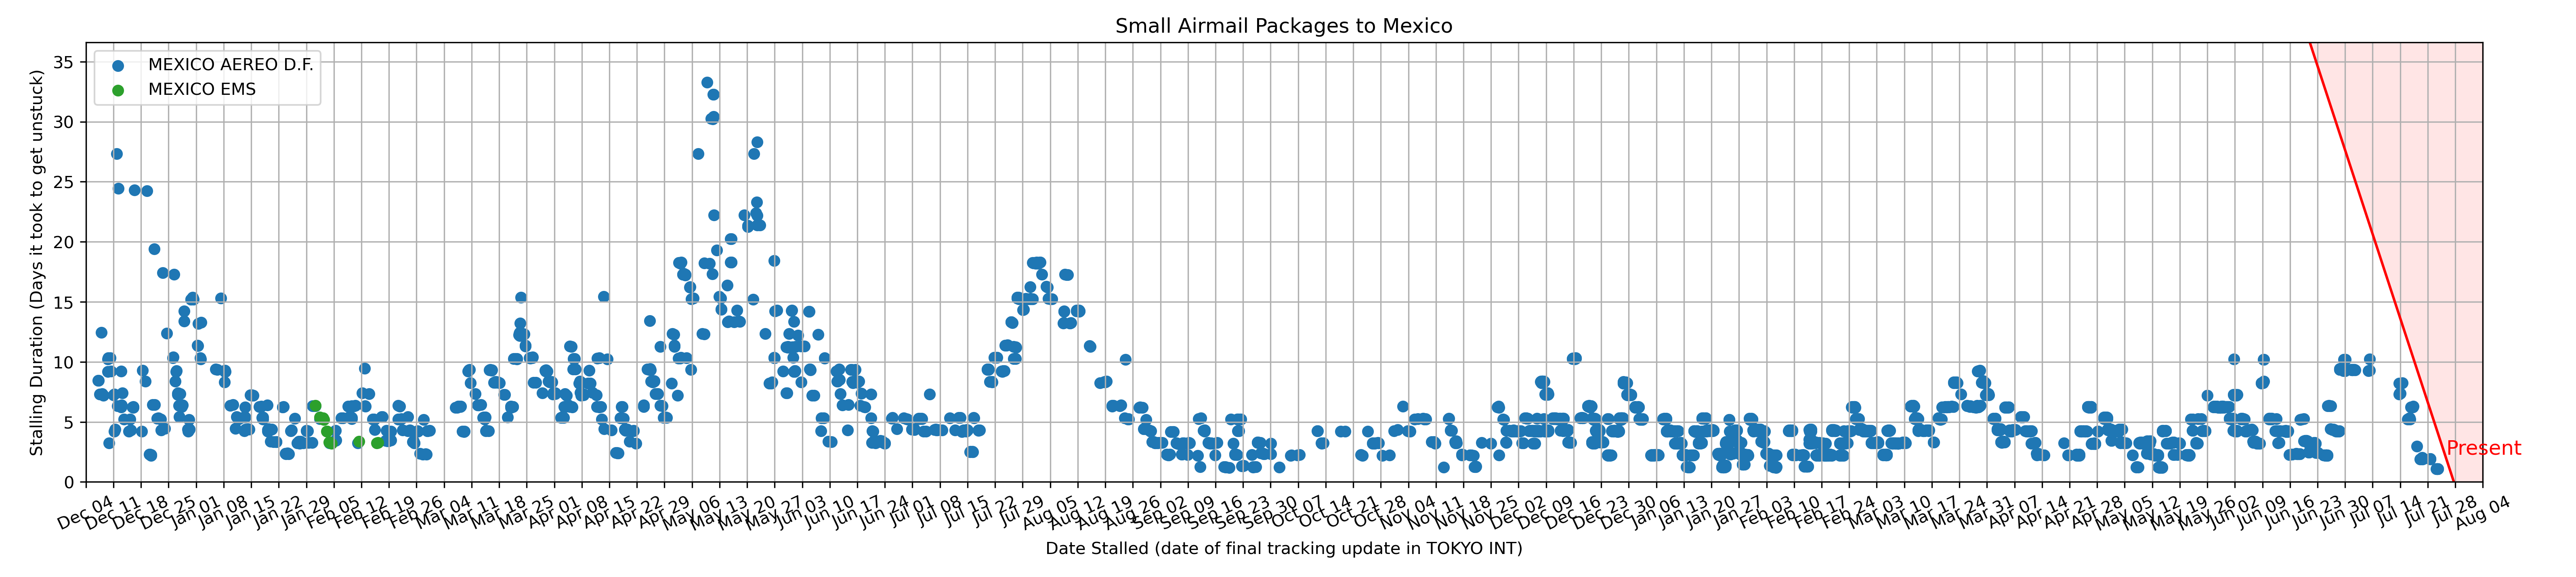 Small Airmail Packages to Mexico
MEXICO AEREO D.F.
MEXICO EMS
Stalling Duration (Days it took to get unstuck)
35
30
25
20
15
10
5
0
Present
Dec 04
Dec 11
Dec 18
Dec 25
Jan 01
Jan 08
Jan 15
Jan 22
Jan 29
Feb 05
Feb 12
Feb 19
Feb 26
Mar 04
Mar 11
Mar 18
Mar 25
Apr 01
Apr 08
Apr 15
Apr 22
Apr 29
May 06
May 13
May 20
May 27
Jun 03
Jun 10
Jun 17
Jun 24
Jul 01
Jul 08
Jul 15
Jul 22
Jul 29
Aug 05
Aug 12
Aug 19
Aug 26
Sep 02
Sep 09
Sep 16
Sep 23
Sep 30
Oct 07
Oct 14
Oct 21
Oct 28
Nov 04
Nov 11
Nov 18
Nov 25
Dec 02
Dec 09
Dec 16
Dec 23
Dec 30
Jan 06
Jan 13
Jan 20
Jan 27
Feb 03
Feb 10
Feb 17
Feb 24
Mar 03
Mar 10
Mar 17
Mar 24
Mar 31
Apr 07
Apr 14
Apr 21
Apr 28
May 05
May 12
May 19
May 26
Jun 02
Jun 09
Jun 16
Jun 23
Jun 30
Jul 07
Jul 14
Jul 21
Jul 28
Aug 04
Date Stalled (date of final tracking update in TOKYO INT)